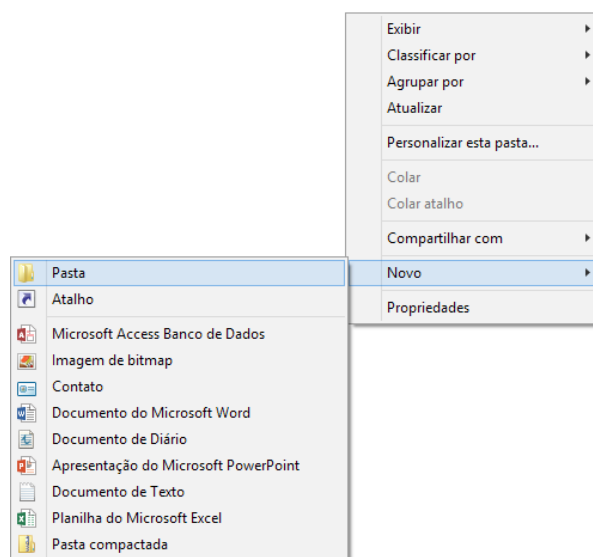 Exibir
Classificar por
Agrupar por
Atualizar
Personalizar esta pasta...
Colar
Colar atalho
Compartilhar com
Novo
Propriedades
Pasta
Atalho
Microsoft Access Banco de Dados
Imagem de bitmap
Contato
Documento do Microsoft Word
Documento de Diário
Apresentação do Microsoft PowerPoint
Documento de Texto
Planilha do Microsoft Excel
Pasta compactada